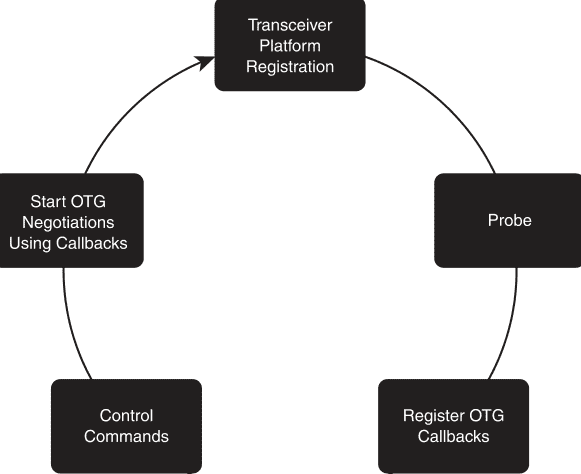 Transceiver
Platform
Registration
Probe
Register OTG
Callbacks
Control
Commands
Start OTG
Negotiations
Using Callbacks